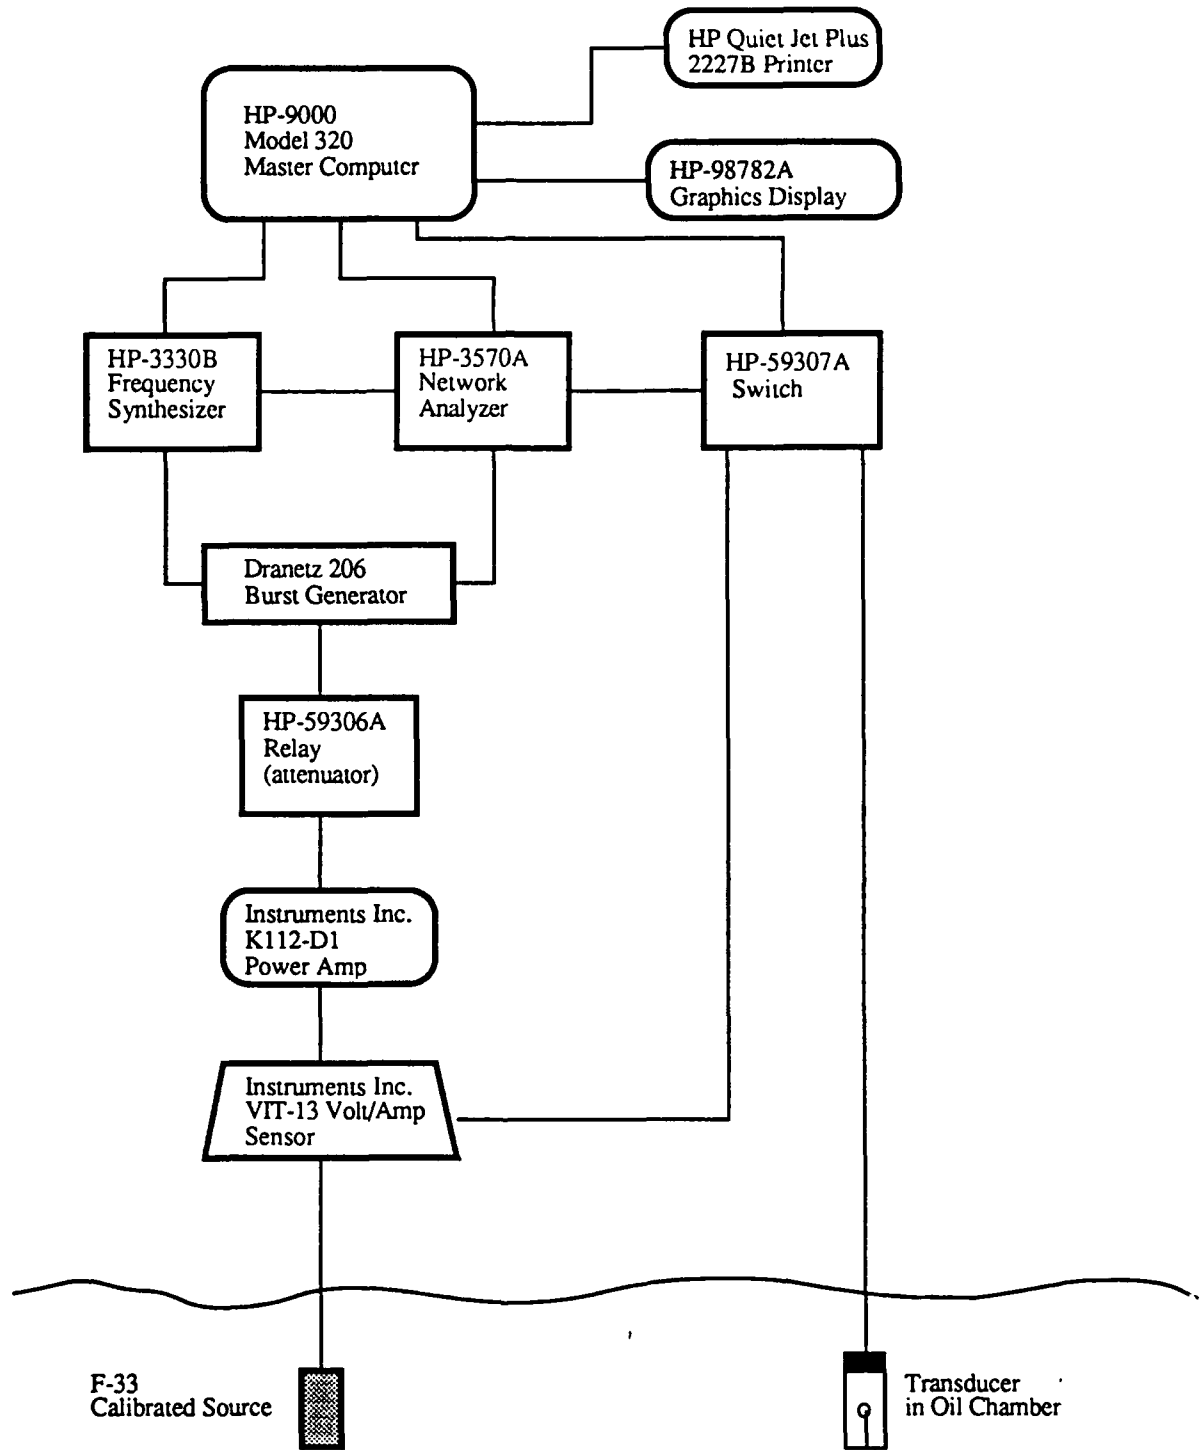 HP Quiet Jet Plus
2227B Printer
HP-9000
Model 320
Master Computer
HP-98782A
Graphics Display
HP-3330B
Frequency
Synthesizer
HP-3570A
Network
Analyzer
HP-59307A
Switch
Dranetz 206
Burst Generator
HP-59306A
Relay
(attenuator)
Instruments Inc.
K112-D1
Power Amp
Instruments Inc.
VIT-13 Volt/Amp
Sensor
F-33
Calibrated Source
Transducer
in Oil Chamber